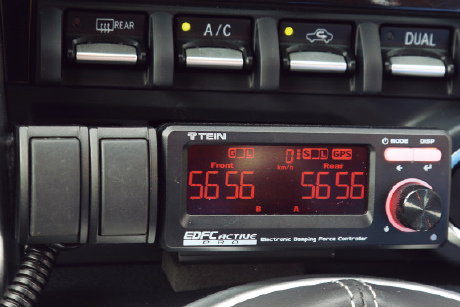 REAR
A/C
DUAL
TEIN
MODE DISP
G L 0 S L GPS
Front km/h Rear
56 56 56 56
B A
EDFC ACTIVE
PRO Electronic Damping Force Controller